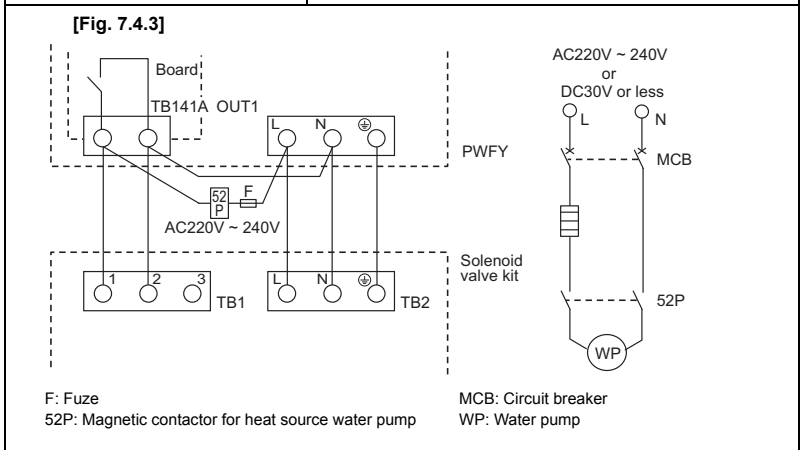 [Fig. 7.4.3]
Board
TB141A OUT1
L N
PWFY
52
P
F
AC220V ~ 240V
1 2 3
TB1
L N
TB2
Solenoid
valve kit
AC220V ~ 240V
or
DC30V or less
L N
MCB
52P
WP
F: Fuze
52P: Magnetic contactor for heat source water pump
MCB: Circuit breaker
WP: Water pump